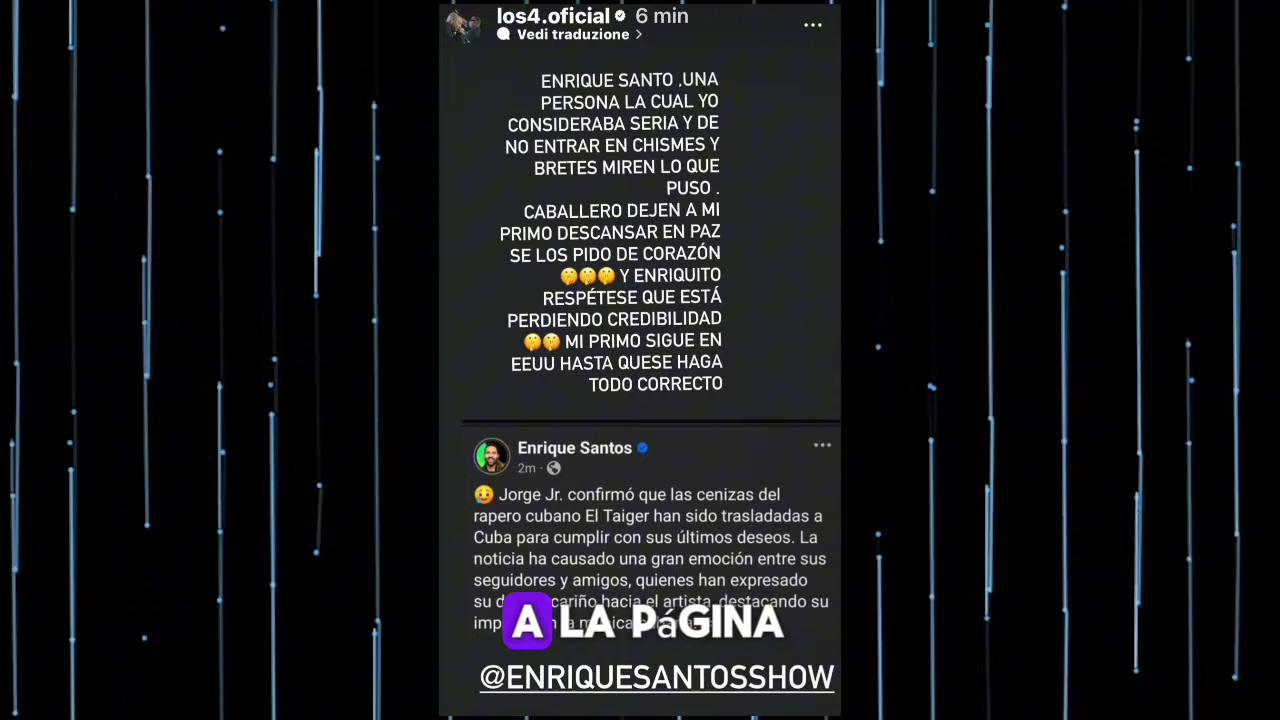 los4.oficial 6 min
Vedi traduzione >
ENRIQUE SANTO ,UNA
PERSONA LA CUAL YO
CONSIDERABA SERIA Y DE
NO ENTRAR EN CHISMES Y
BRETES MIREN LO QUE
PUSO .
CABALLERO DEJEN A MI
PRIMO DESCANSAR EN PAZ
SE LOS PIDO DE CORAZÓN
🤫🤫🤫 Y ENRIQUITO
RESPÉTESE QUE ESTÁ
PERDIENDO CREDIBILIDAD
🤫🤫 MI PRIMO SIGUE EN
EEUU HASTA QUESE HAGA
TODO CORRECTO
Enrique Santos
2m ·
🥲 Jorge Jr. confirmó que las cenizas del
rapero cubano El Taiger han sido trasladadas a
Cuba para cumplir con sus últimos deseos. La
noticia ha causado una gran emoción entre sus
seguidores y amigos, quienes han expresado
su cariño hacia el artista, destacando su
A LA PáGINA
@ENRIQUESANTOSSHOW